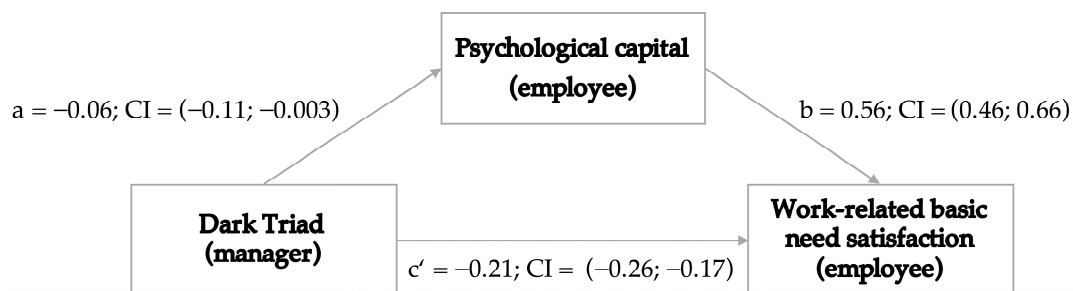 Psychological capital
(employee)
a = −0.06; CI = (−0.11; −0.003)
b = 0.56; CI = (0.46; 0.66)
Dark Triad
(manager)
Work-related basic
need satisfaction
(employee)
c‘ = −0.21; CI = (−0.26; −0.17)